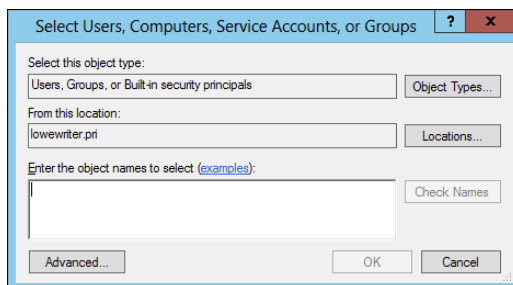 Select Users, Computers, Service Accounts, or Groups ? x
Select this object type:
Users, Groups, or Built-in security principals Object Types...
From this location:
lowewriter.pri Locations...
Enter the object names to select (examples):
Check Names
Advanced... OK Cancel